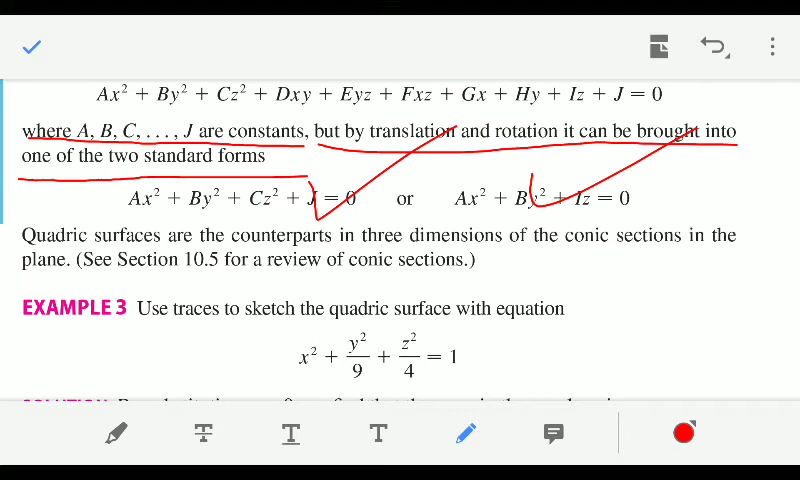 Ax² + By² + Cz² + Dxy + Eyz + Fxz + Gx + Hy + Iz + J = 0
where A, B, C, . . . , J are constants, but by translation and rotation it can be brought into
one of the two standard forms
Ax² + By² + Cz² + J = 0 or Ax² + By² + Iz = 0
Quadric surfaces are the counterparts in three dimensions of the conic sections in the
plane. (See Section 10.5 for a review of conic sections.)
EXAMPLE 3 Use traces to sketch the quadric surface with equation
x² + y²/9 + z²/4 = 1
T T T